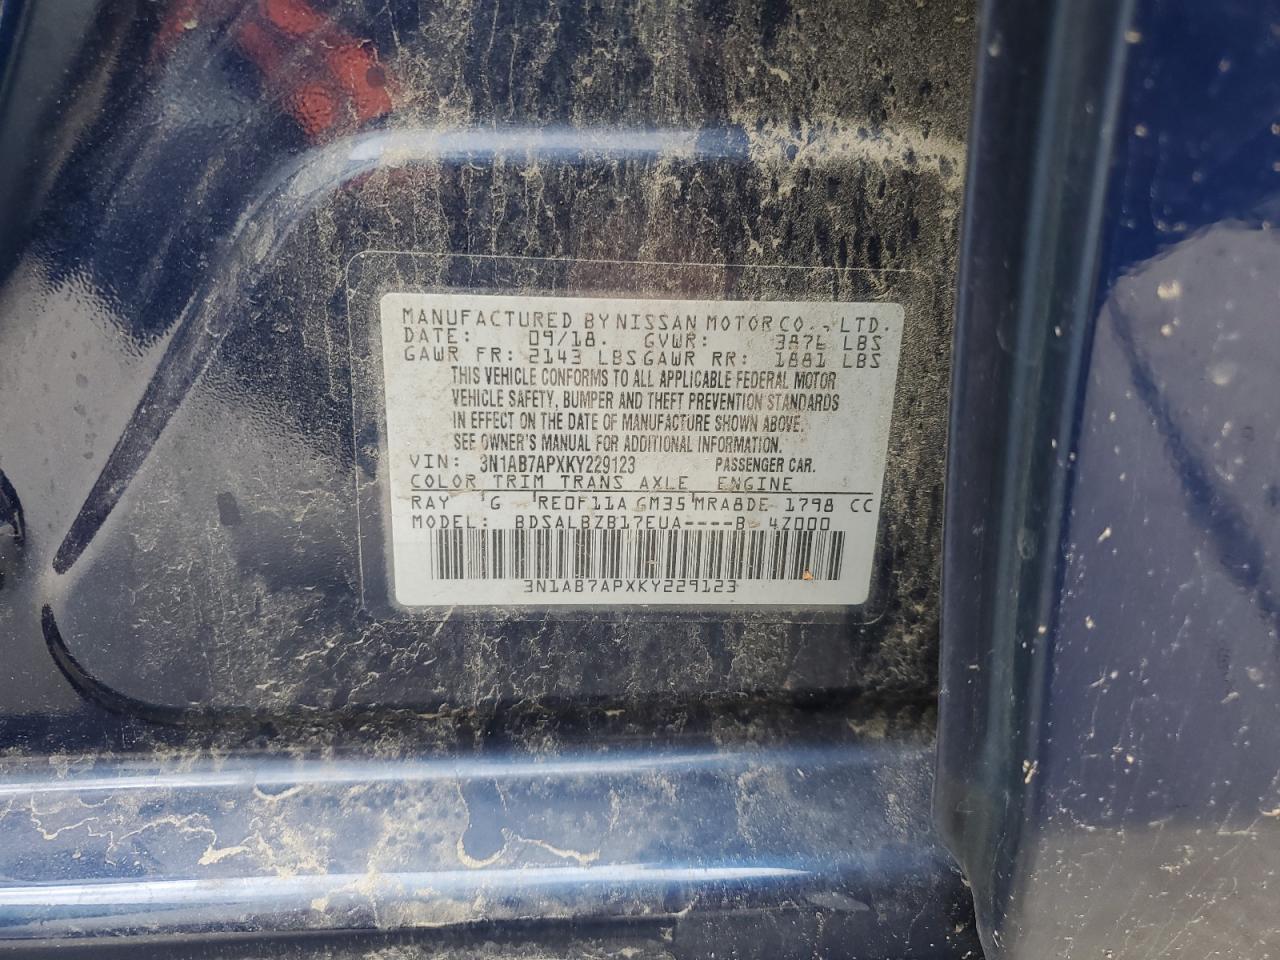 MANUFACTURED BY NISSAN MOTOR CO., LTD.
DATE: 09/18. GVWR: 3876 LBS
GAWR FR: 2143 LBS GAWR RR: 1881 LBS
THIS VEHICLE CONFORMS TO ALL APPLICABLE FEDERAL MOTOR
VEHICLE SAFETY, BUMPER AND THEFT PREVENTION STANDARDS
IN EFFECT ON THE DATE OF MANUFACTURE SHOWN ABOVE.
SEE OWNER'S MANUAL FOR ADDITIONAL INFORMATION.
VIN: 3N1AB7APXKY229123 PASSENGER CAR.
COLOR TRIM TRANS AXLE ENGINE
RAY G RE0F11A GM35 MRA8DE 1798 CC
MODEL: BDSALBZB17EUA----B 4Z000
3N1AB7APXKY229123